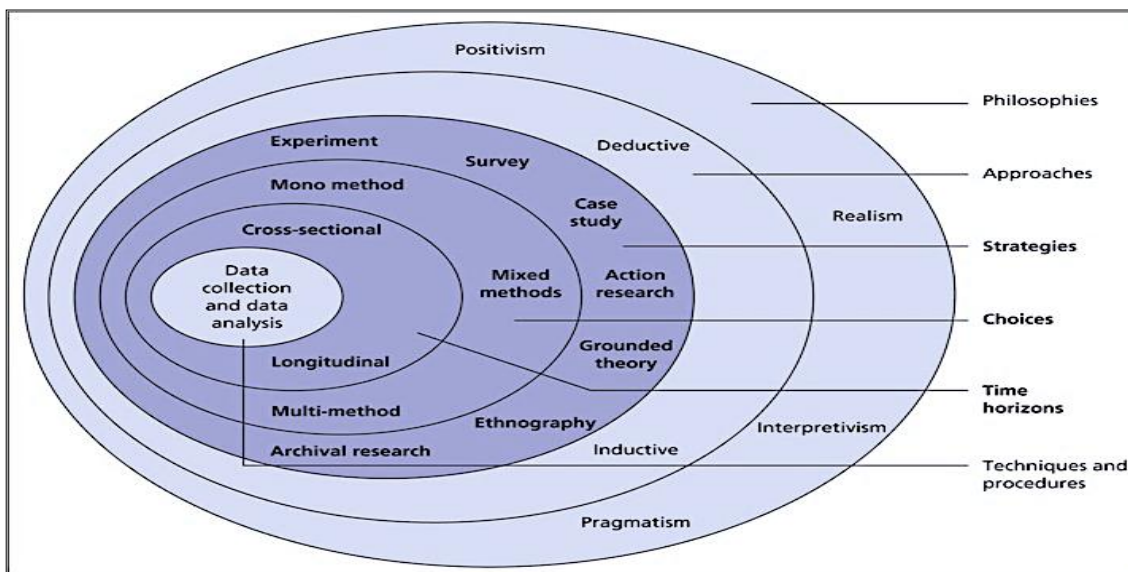 Positivism
Philosophies
Experiment
Survey
Deductive
Mono method
Approaches
Case
study
Realism
Cross-sectional
Strategies
Data
collection
and data
analysis
Mixed
methods
Action
research
Choices
Longitudinal
Grounded
theory
Time
horizons
Multi-method
Ethnography
Interpretivism
Archival research
Inductive
Techniques and
procedures
Pragmatism